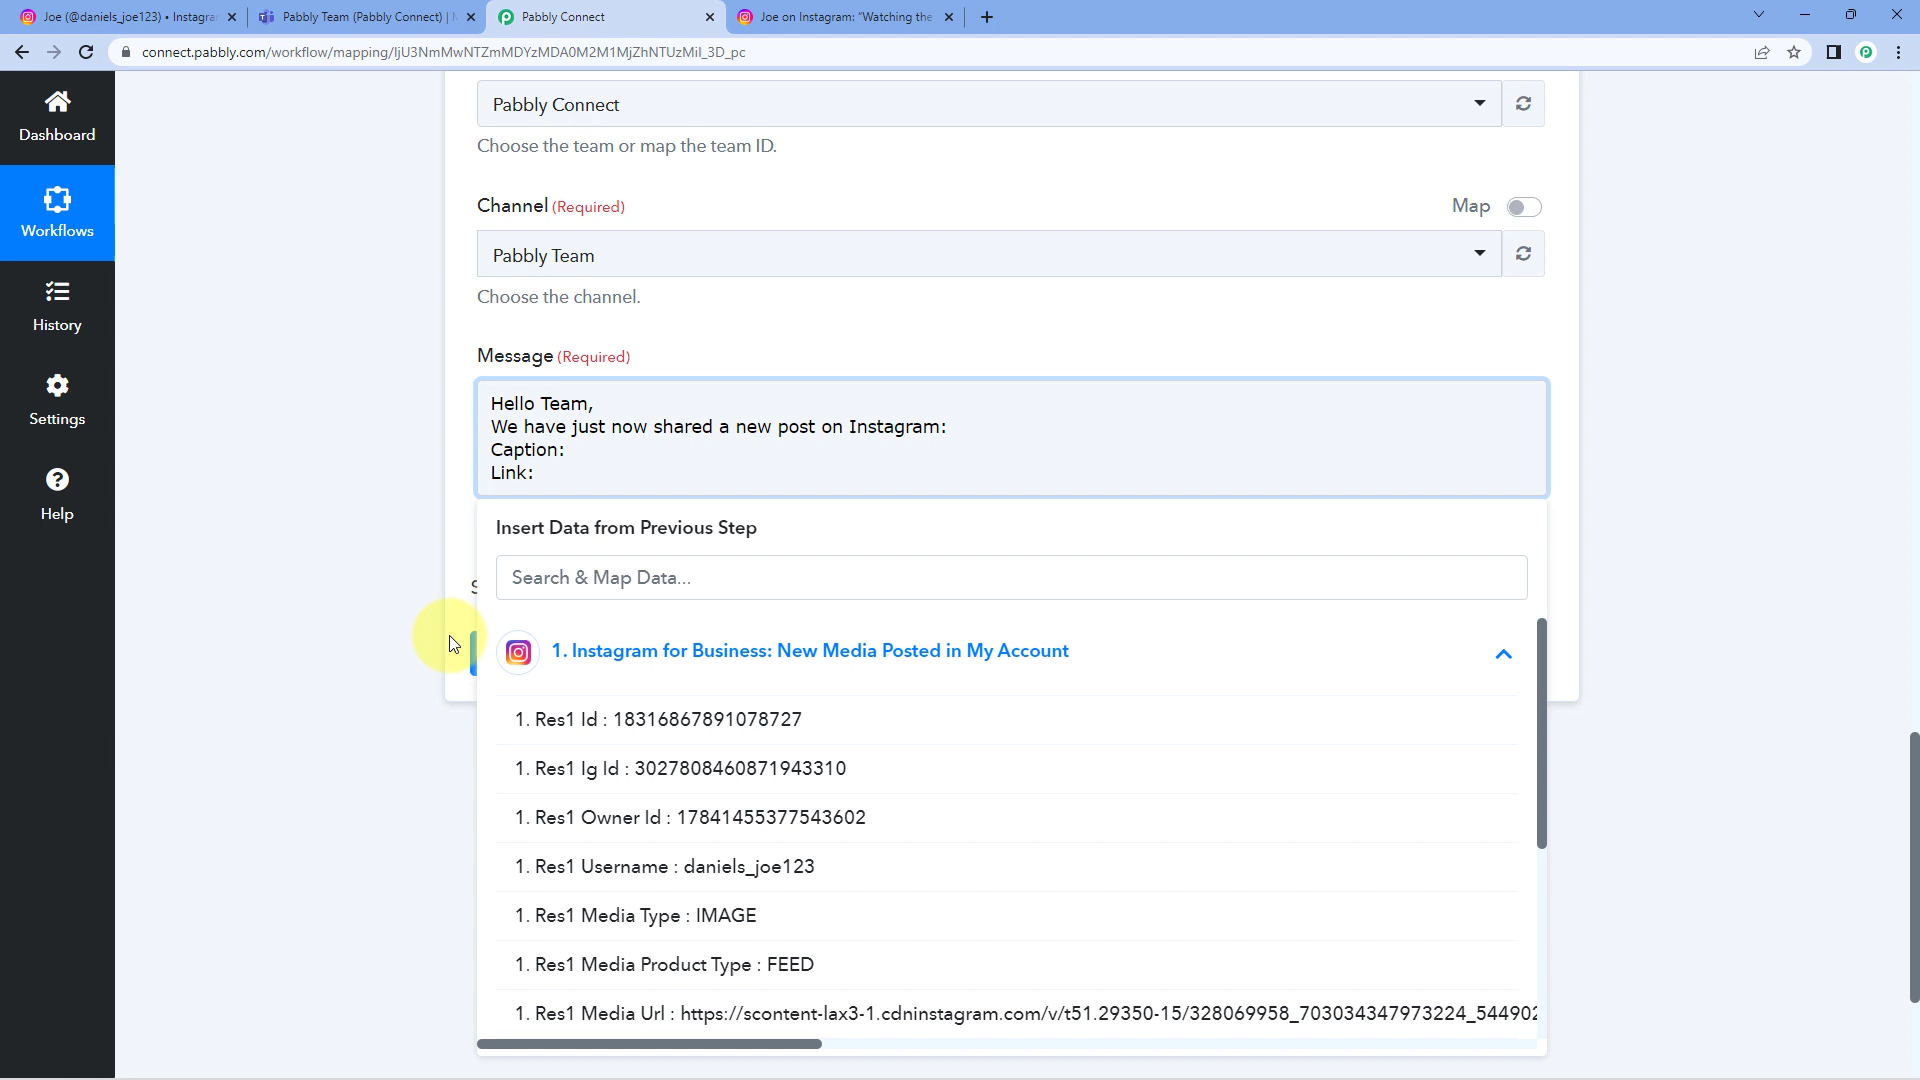 Joe (@daniels_joe123) • Instagra
Pabbly Team (Pabbly Connect) |
Pabbly Connect
Joe on Instagram: "Watching the
connect.pabbly.com/workflow/mapping/IjU3NmMwNTZmMDYzMDA0M2M1MjZhNTUzMiI_3D_pc
Dashboard
Workflows
History
Settings
Help
Pabbly Connect
Choose the team or map the team ID.
Channel (Required)
Map
Pabbly Team
Choose the channel.
Message (Required)
Hello Team,
We have just now shared a new post on Instagram:
Caption:
Link:
Insert Data from Previous Step
Search & Map Data...
1. Instagram for Business: New Media Posted in My Account
1. Res1 Id : 18316867891078727
1. Res1 Ig Id : 3027808460871943310
1. Res1 Owner Id : 17841455377543602
1. Res1 Username : daniels_joe123
1. Res1 Media Type : IMAGE
1. Res1 Media Product Type : FEED
1. Res1 Media Url : https://scontent-lax3-1.cdninstagram.com/v/t51.29350-15/328069958_703034347973224_544902